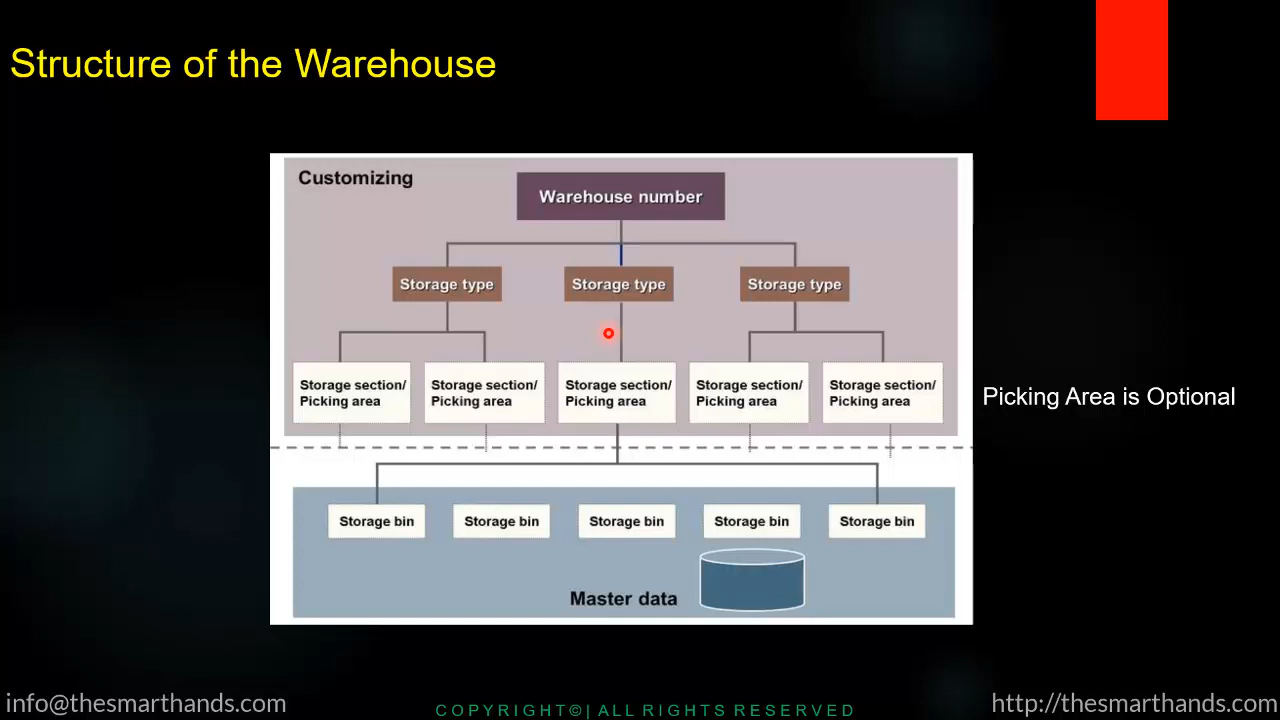 Structure of the Warehouse
Customizing
Warehouse number
Storage type
Storage type
Storage type
Storage section/
Picking area
Storage section/
Picking area
Storage section/
Picking area
Storage section/
Picking area
Storage section/
Picking area
Picking Area is Optional
Storage bin
Storage bin
Storage bin
Storage bin
Storage bin
Master data
info@thesmarthands.com
COPYRIGHT©| ALL RIGHTS RESERVED
http://thesmarthands.com